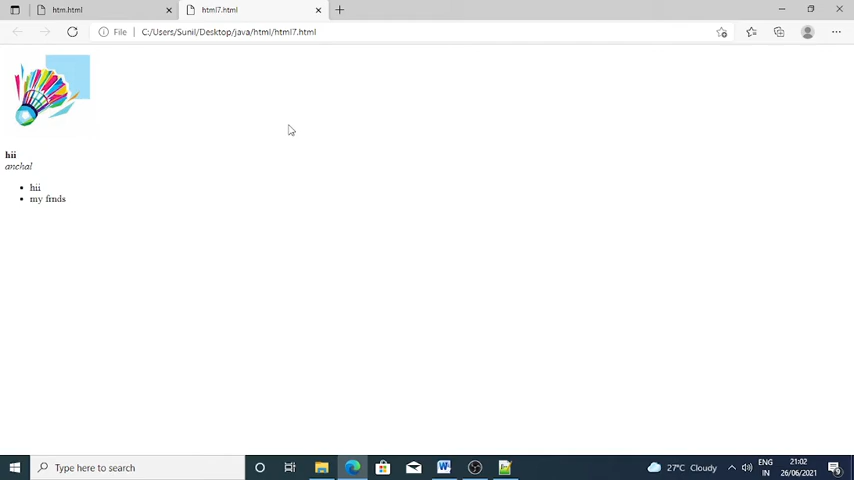 htm.html
html7.html
File
C:/Users/Sunil/Desktop/java/html/html7.html
hii
anchal
hii
my frnds
Type here to search
27°C Cloudy
ENG
IN
21:02
26/06/2021
9